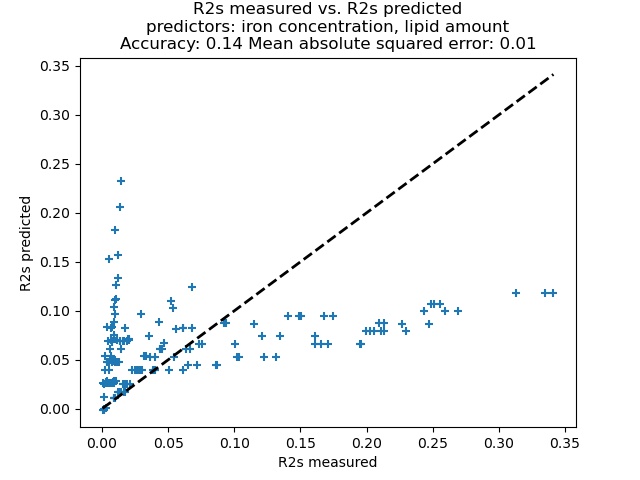 R2s measured vs. R2s predicted
predictors: iron concentration, lipid amount
Accuracy: 0.14 Mean absolute squared error: 0.01
0.35
0.30
0.25
0.20
0.15
0.10
0.05
0.00
R2s predicted
0.00 0.05 0.10 0.15 0.20 0.25 0.30 0.35
R2s measured